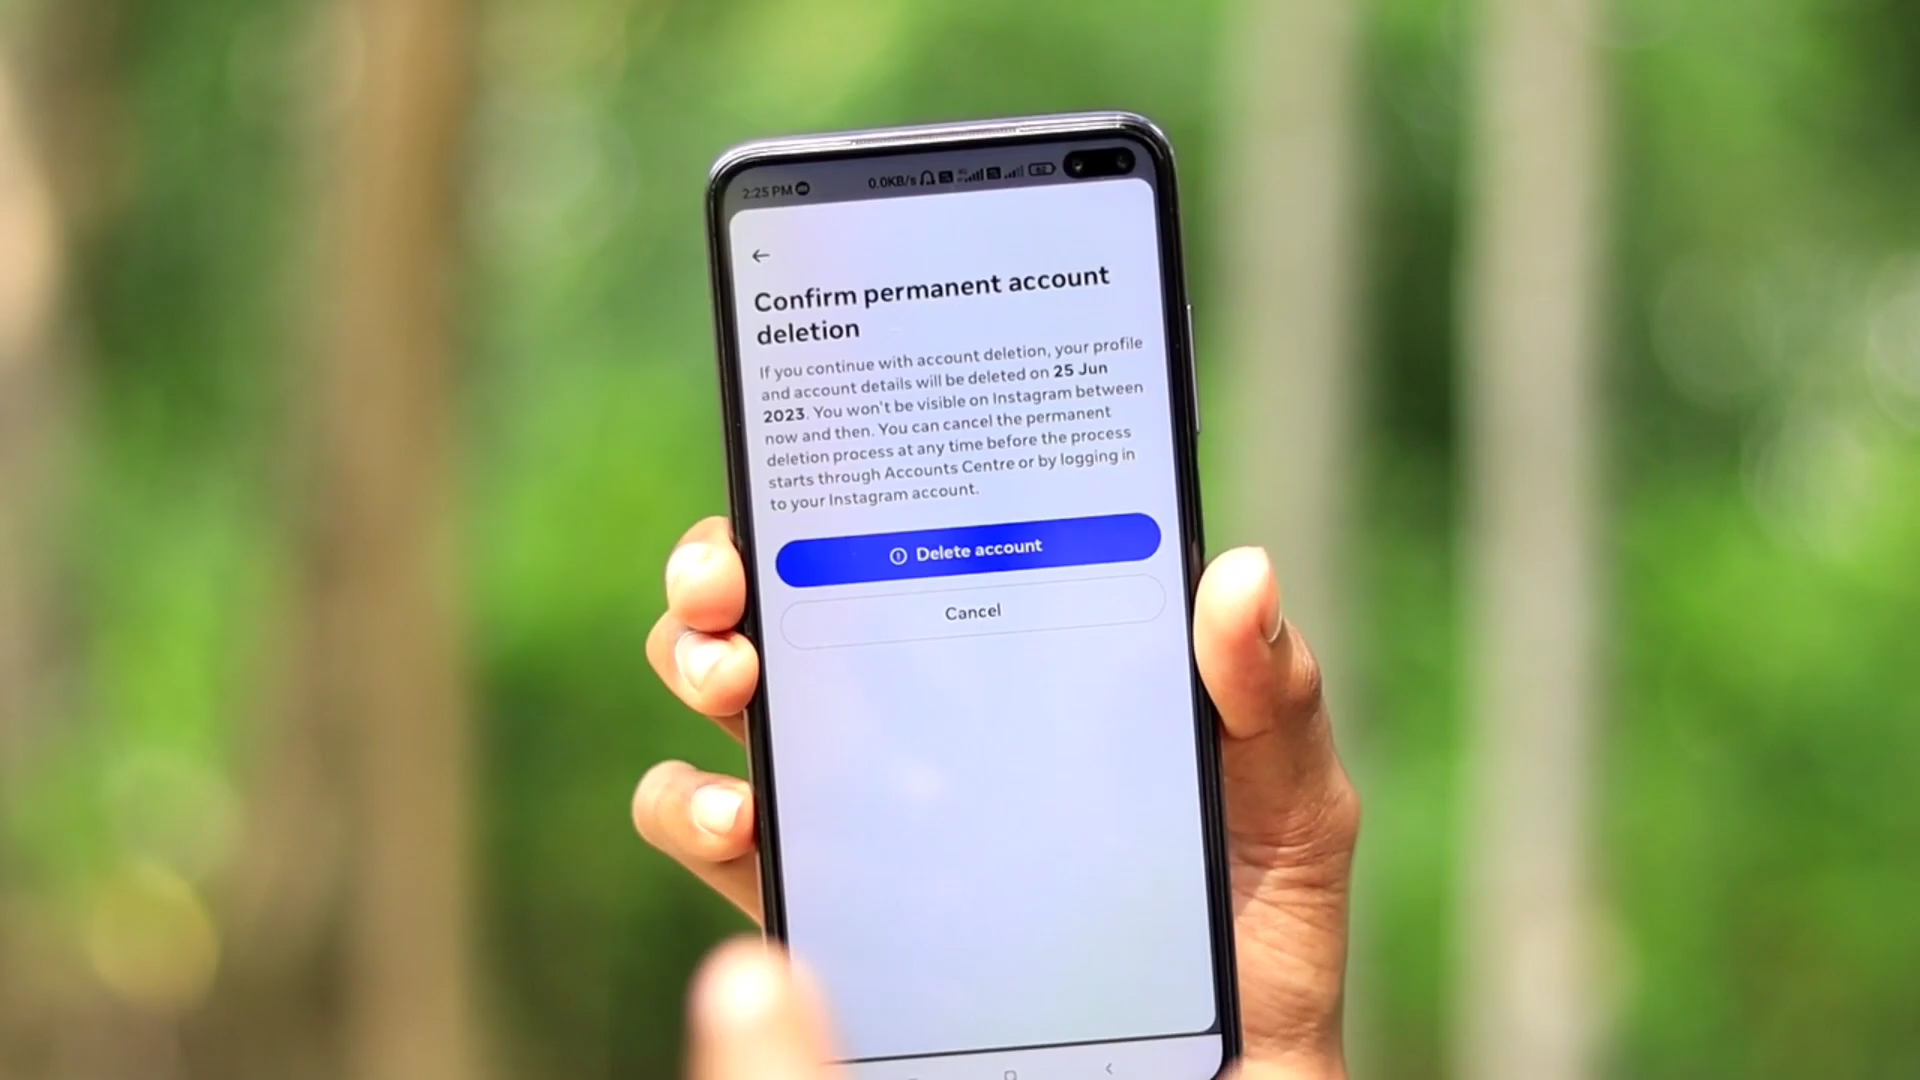 2:25 PM
0.0KB/s
Confirm permanent account
deletion
If you continue with account deletion, your profile
and account details will be deleted on 25 Jun
2023. You won't be visible on Instagram between
now and then. You can cancel the permanent
deletion process at any time before the process
starts through Accounts Centre or by logging in
to your Instagram account.
Delete account
Cancel